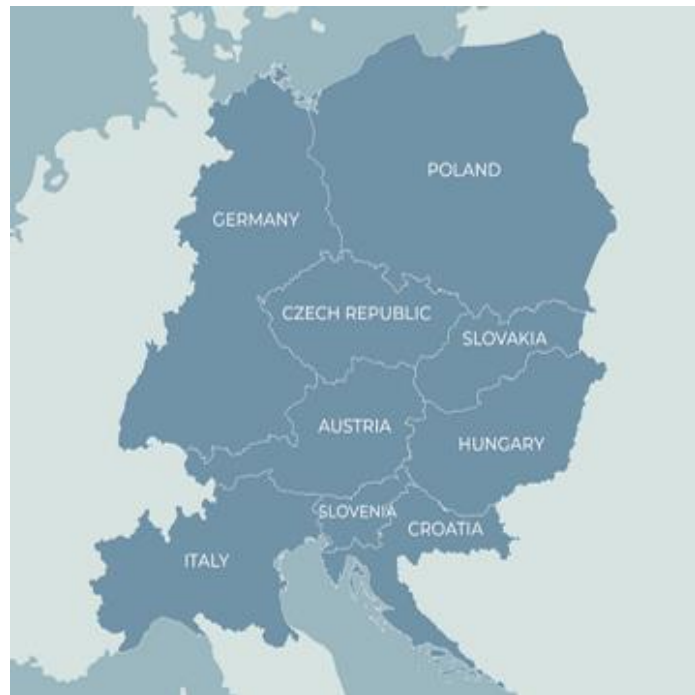 POLAND
GERMANY
CZECH REPUBLIC
SLOVAKIA
AUSTRIA
HUNGARY
SLOVENIA
CROATIA
ITALY